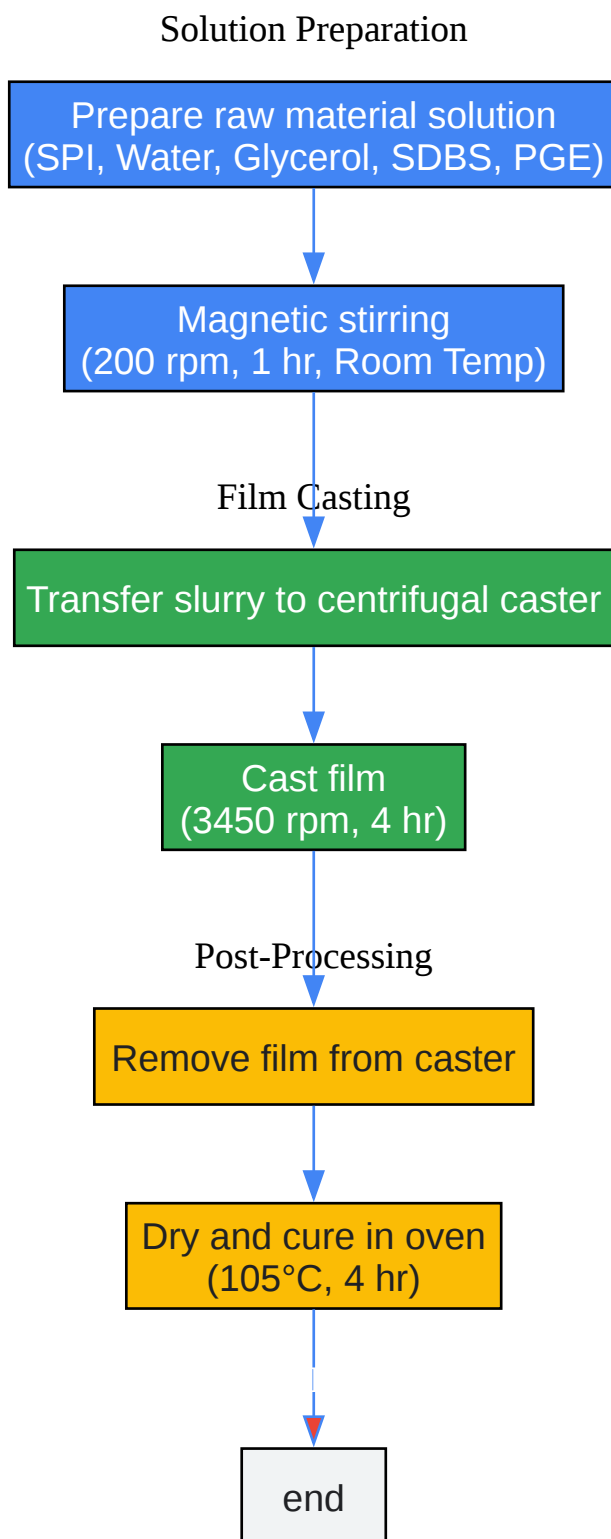 Solution Preparation
Prepare raw material solution
(SPI, Water, Glycerol, SDBS, PGE)
Magnetic stirring
(200 rpm, 1 hr, Room Temp)
Film Casting
Transfer slurry to centrifugal caster
Cast film
(3450 rpm, 4 hr)
Post-Processing
Remove film from caster
Dry and cure in oven
(105°C, 4 hr)
end